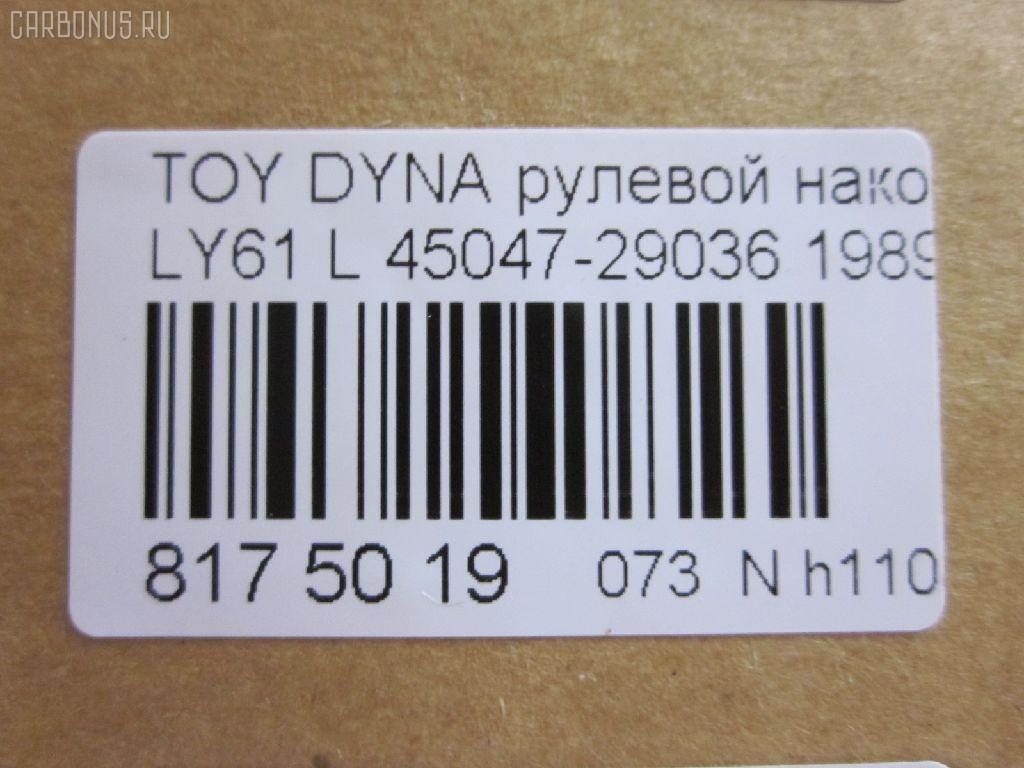 CARBONUS.RU
TOY DYNA рулевой нако
LY61 L 45047-29036 1989
817 50 19 073 N h110